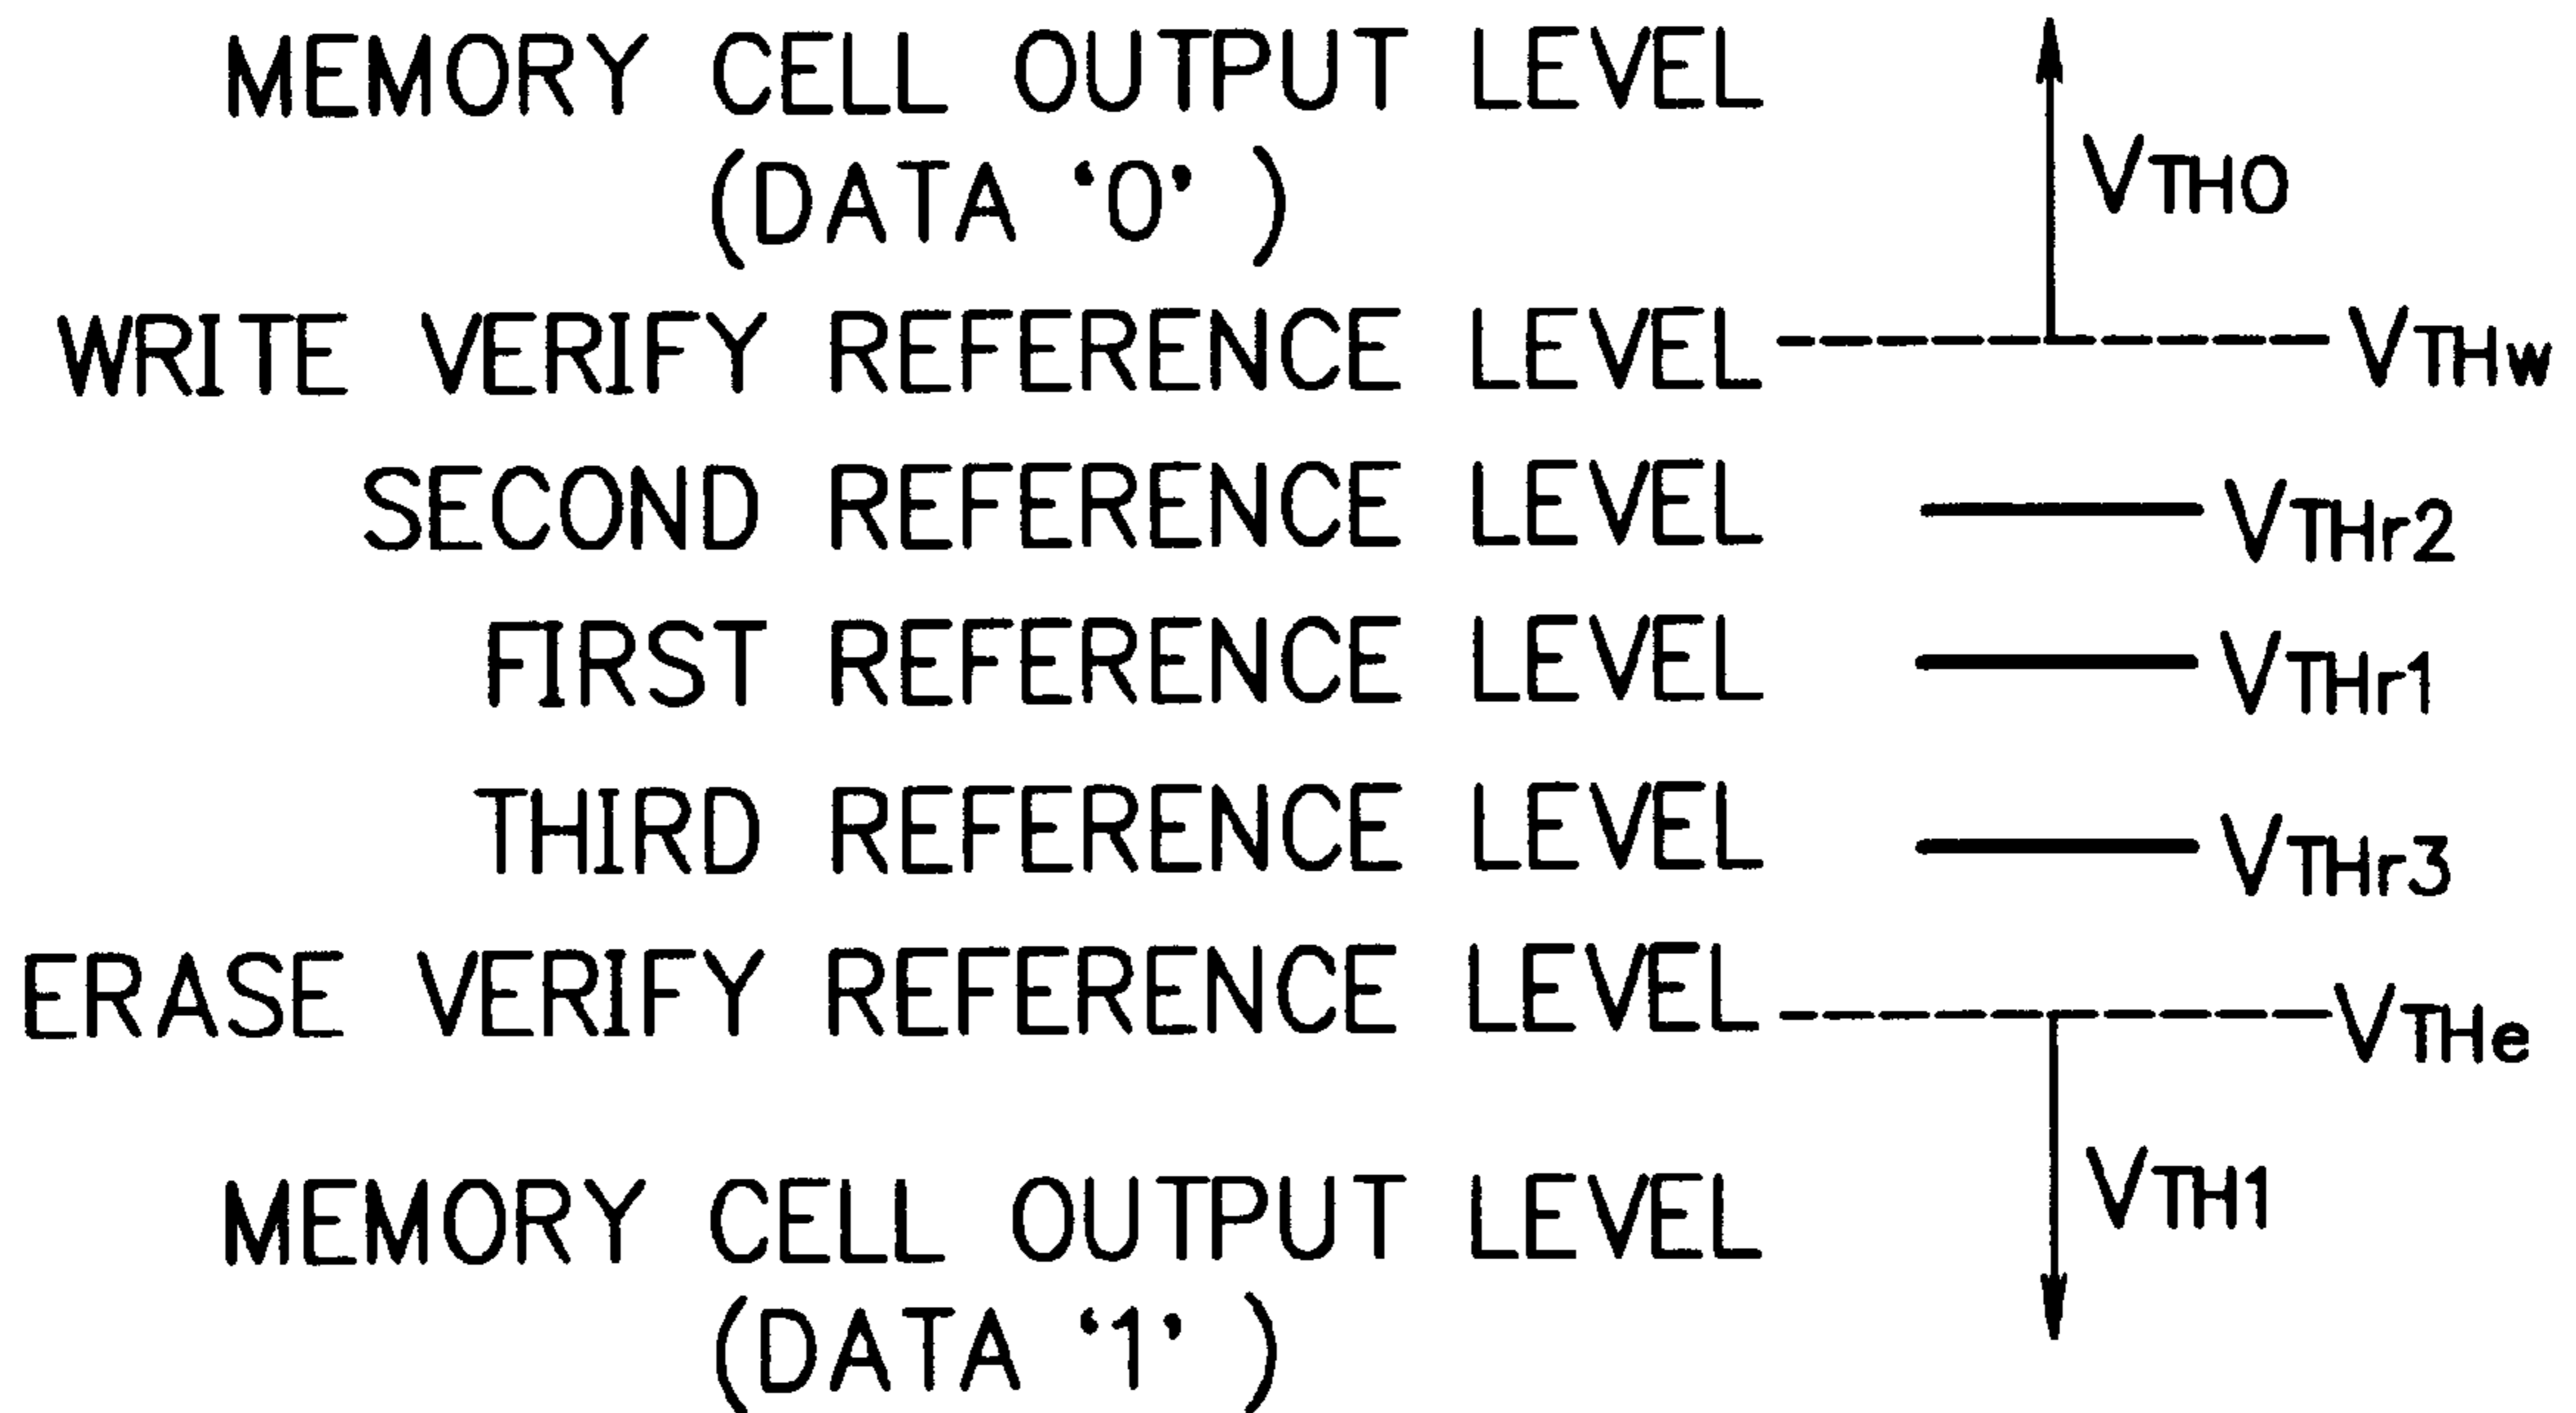 MEMORY CELL OUTPUT LEVEL
(DATA ‘0’ ) VTH0
WRITE VERIFY REFERENCE LEVEL VTHw
SECOND REFERENCE LEVEL VTHr2
FIRST REFERENCE LEVEL VTHr1
THIRD REFERENCE LEVEL VTHr3
ERASE VERIFY REFERENCE LEVEL VTHe
MEMORY CELL OUTPUT LEVEL VTH1
(DATA ‘1’ )